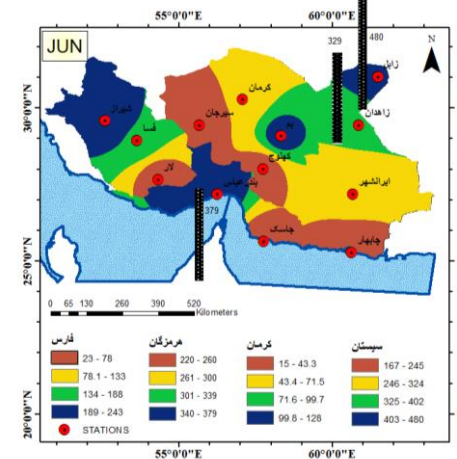 55°0'0"E 60°0'0"E
JUN
329
480
N
زابل
کرمان
شیراز
سیرجان
زاهدان
فسا
بم
کهنوج
لار
بندرعباس
ایرانشهر
379
جاسک
چابهار
30°0'0"N
25°0'0"N
20°0'0"N
0 65 130 260 390 520
Kilometers
فارس
23 - 78
78.1 - 133
134 - 188
189 - 243
STATIONS
هرمزگان
220 - 260
261 - 300
301 - 339
340 - 379
کرمان
15 - 43.3
43.4 - 71.5
71.6 - 99.7
99.8 - 128
سیستان
167 - 245
246 - 324
325 - 402
403 - 480
55°0'0"E 60°0'0"E